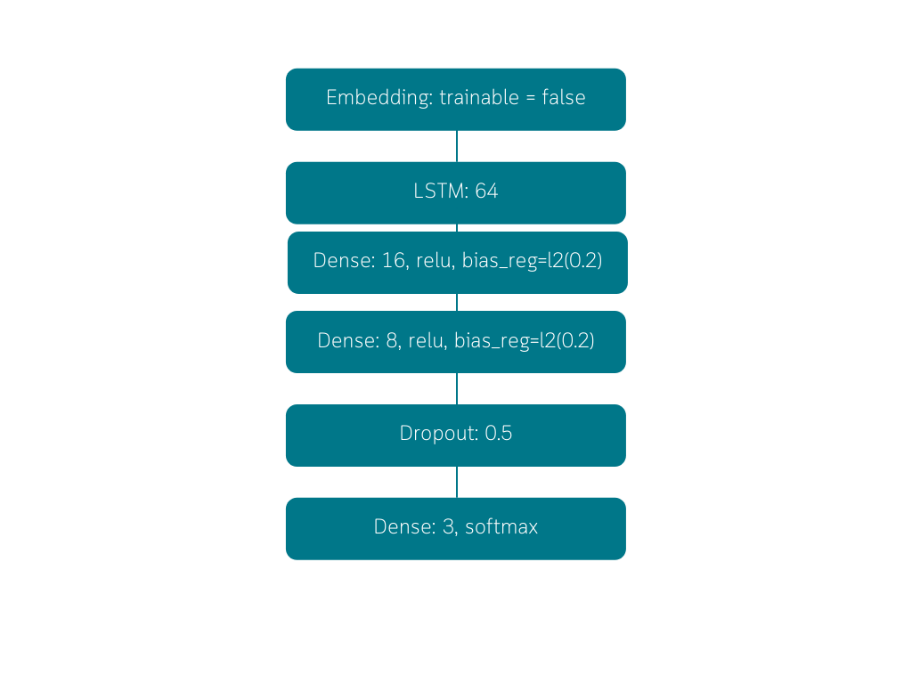 Embedding: trainable = false
LSTM: 64
Dense: 16, relu, bias_reg=l2(0.2)
Dense: 8, relu, bias_reg=l2(0.2)
Dropout: 0.5
Dense: 3, softmax